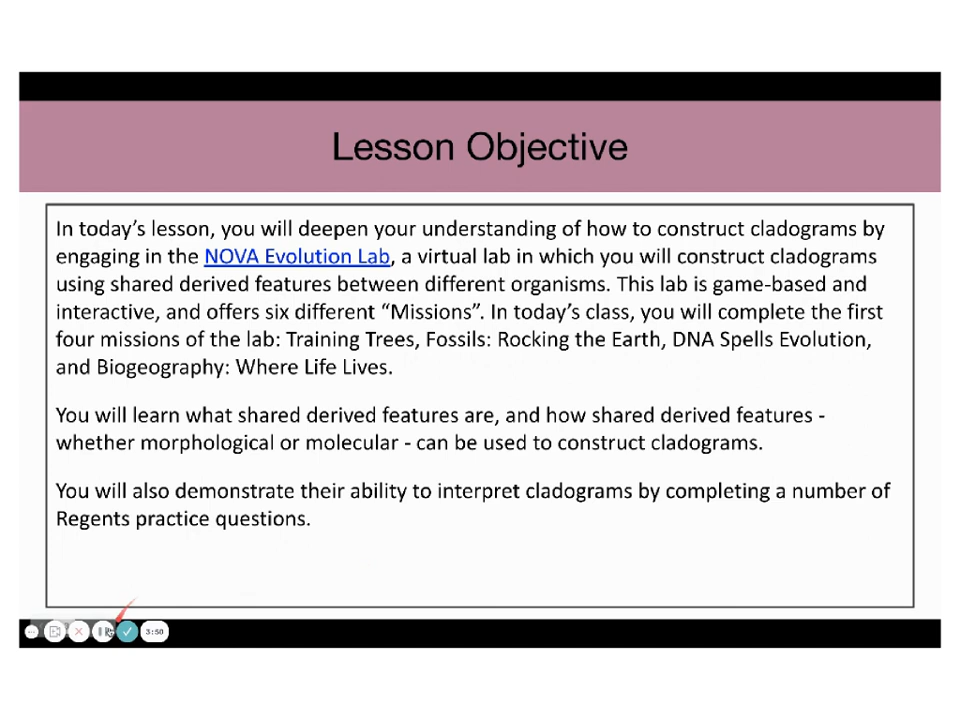 Lesson Objective
In today's lesson, you will deepen your understanding of how to construct cladograms by
engaging in the NOVA Evolution Lab, a virtual lab in which you will construct cladograms
using shared derived features between different organisms. This lab is game-based and
interactive, and offers six different “Missions”. In today's class, you will complete the first
four missions of the lab: Training Trees, Fossils: Rocking the Earth, DNA Spells Evolution,
and Biogeography: Where Life Lives.
You will learn what shared derived features are, and how shared derived features -
whether morphological or molecular - can be used to construct cladograms.
You will also demonstrate their ability to interpret cladograms by completing a number of
Regents practice questions.
3:50